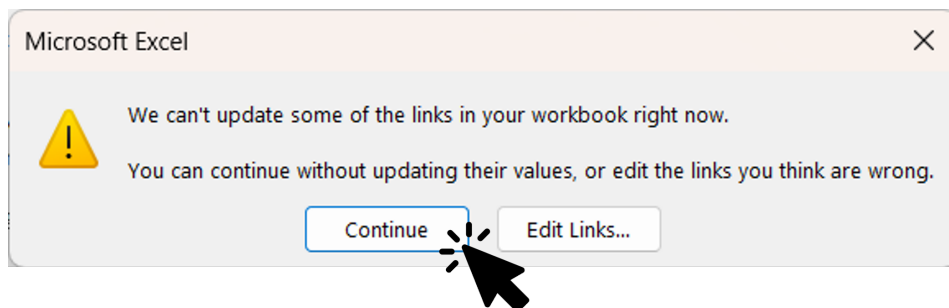 Microsoft Excel
We can't update some of the links in your workbook right now.
You can continue without updating their values, or edit the links you think are wrong.
Continue
Edit Links...